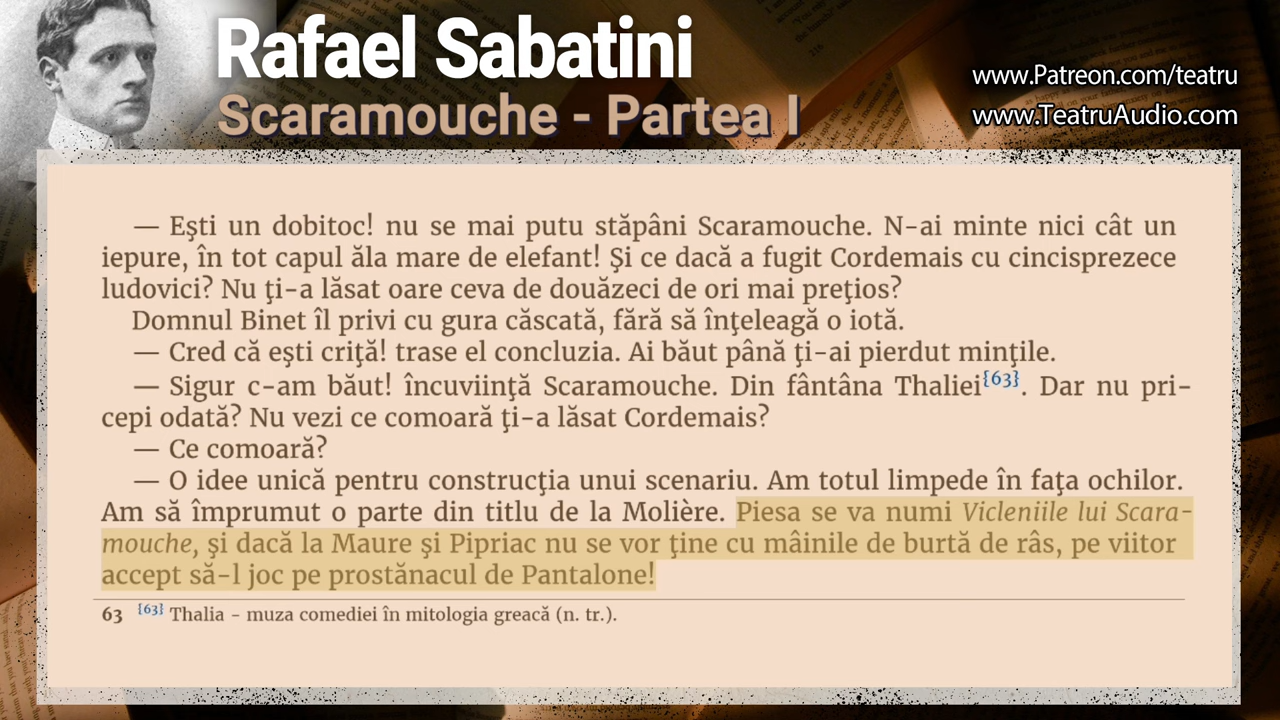 Rafael Sabatini
Scaramouche - Partea I
www.Patreon.com/teatru
www.TeatruAudio.com
— Eşti un dobitoc! nu se mai putu stăpâni Scaramouche. N-ai minte nici cât un
iepure, în tot capul ăla mare de elefant! Şi ce dacă a fugit Cordemais cu cincisprezece
ludovici? Nu ţi-a lăsat oare ceva de douăzeci de ori mai preţios?
Domnul Binet îl privi cu gura căscată, fără să înţeleagă o iotă.
— Cred că eşti criţă! trase el concluzia. Ai băut până ţi-ai pierdut minţile.
— Sigur c-am băut! încuviinţă Scaramouche. Din fântâna Thaliei{63}. Dar nu pri-
cepi odată? Nu vezi ce comoară ţi-a lăsat Cordemais?
— Ce comoară?
— O idee unică pentru construcţia unui scenariu. Am totul limpede în faţa ochilor.
Am să împrumut o parte din titlu de la Molière. Piesa se va numi Vicleniile lui Scara-
mouche, şi dacă la Maure şi Pipriac nu se vor ţine cu mâinile de burtă de râs, pe viitor
accept să-l joc pe prostănacul de Pantalone!
63 {63} Thalia - muza comediei în mitologia greacă (n. tr.).